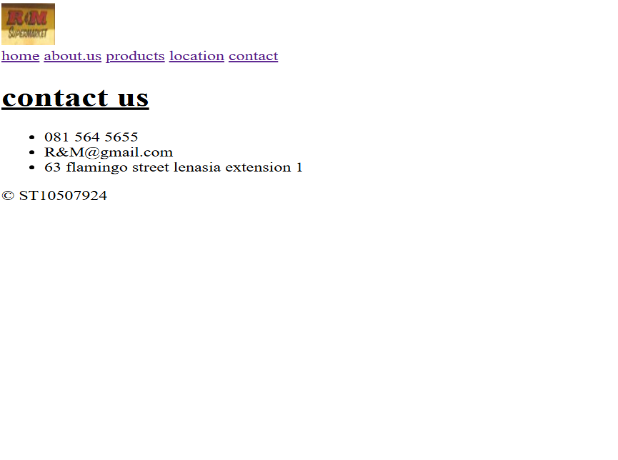 R&M
SUPERMARKET
home about.us products location contact
contact us
081 564 5655
R&M@gmail.com
63 flamingo street lenasia extension 1
© ST10507924